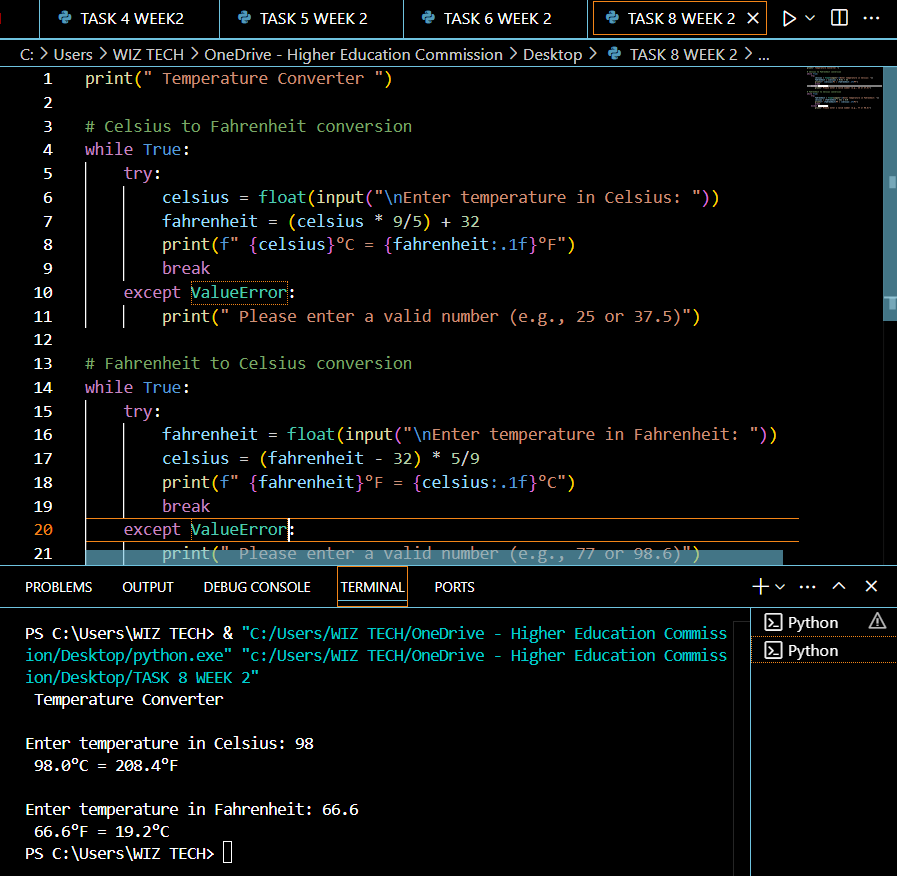 TASK 4 WEEK2 TASK 5 WEEK 2 TASK 6 WEEK 2 TASK 8 WEEK 2
C: > Users > WIZ TECH > OneDrive - Higher Education Commission > Desktop > TASK 8 WEEK 2 > ...
1 print(" Temperature Converter ")
2
3 # Celsius to Fahrenheit conversion
4 while True:
5     try:
6         celsius = float(input("\nEnter temperature in Celsius: "))
7         fahrenheit = (celsius * 9/5) + 32
8         print(f" {celsius}°C = {fahrenheit:.1f}°F")
9         break
10     except ValueError:
11         print(" Please enter a valid number (e.g., 25 or 37.5)")
12
13 # Fahrenheit to Celsius conversion
14 while True:
15     try:
16         fahrenheit = float(input("\nEnter temperature in Fahrenheit: "))
17         celsius = (fahrenheit - 32) * 5/9
18         print(f" {fahrenheit}°F = {celsius:.1f}°C")
19         break
20     except ValueError:
21         print(" Please enter a valid number (e.g., 77 or 98.6)")
PROBLEMS OUTPUT DEBUG CONSOLE TERMINAL PORTS
PS C:\Users\WIZ TECH> & "C:/Users/WIZ TECH/OneDrive - Higher Education Commiss
ion/Desktop/python.exe" "c:/Users/WIZ TECH/OneDrive - Higher Education Commiss
ion/Desktop/TASK 8 WEEK 2"
 Temperature Converter

Enter temperature in Celsius: 98
 98.0°C = 208.4°F

Enter temperature in Fahrenheit: 66.6
 66.6°F = 19.2°C
PS C:\Users\WIZ TECH>
Python
Python